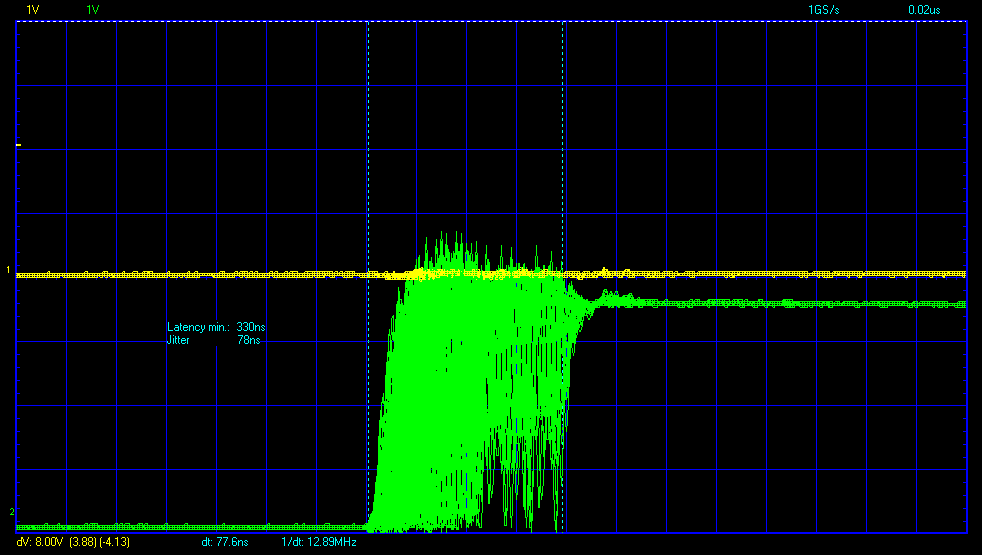 1V 1V 1GS/s 0.02us
1
Latency min.: 330ns
Jitter 78ns
2
dV: 8.00V (3.88) (-4.13) dt: 77.6ns 1/dt: 12.89MHz